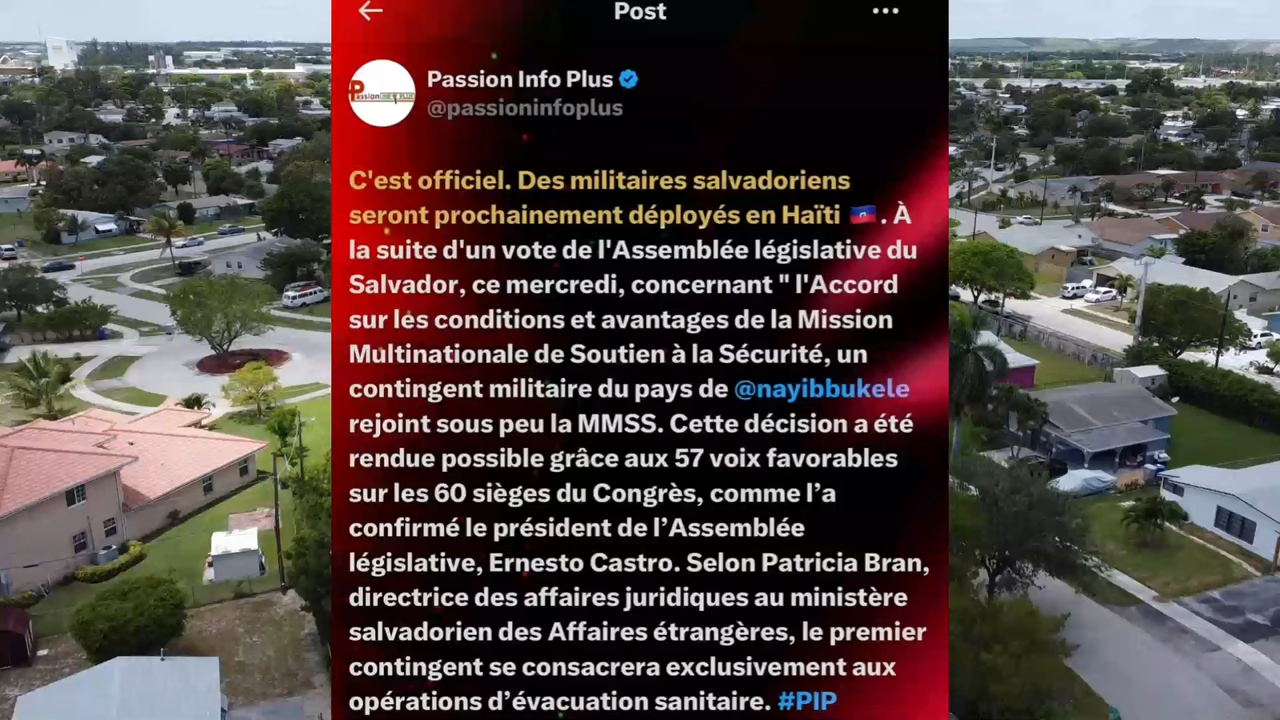 Post
Passion Info Plus
@passioninfoplus
C'est officiel. Des militaires salvadoriens
seront prochainement déployés en Haïti 🇭🇹. À
la suite d'un vote de l'Assemblée législative du
Salvador, ce mercredi, concernant " l'Accord
sur les conditions et avantages de la Mission
Multinationale de Soutien à la Sécurité, un
contingent militaire du pays de @nayibbukele
rejoint sous peu la MMSS. Cette décision a été
rendue possible grâce aux 57 voix favorables
sur les 60 sièges du Congrès, comme l’a
confirmé le président de l’Assemblée
législative, Ernesto Castro. Selon Patricia Bran,
directrice des affaires juridiques au ministère
salvadorien des Affaires étrangères, le premier
contingent se consacrera exclusivement aux
opérations d’évacuation sanitaire. #PIP